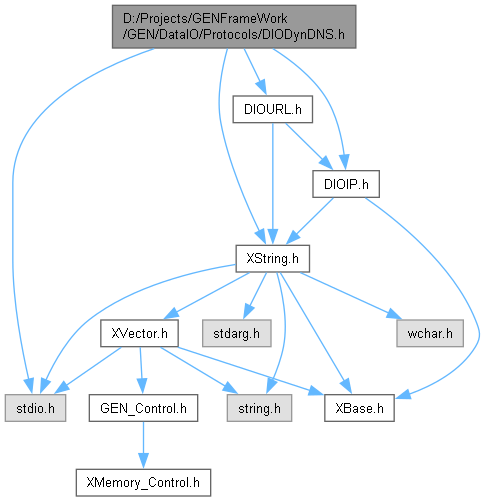 D:/Projects/GENFrameWork
/GEN/DataIO/Protocols/DIODynDNS.h
DIOURL.h
DIOIP.h
XString.h
XVector.h
stdarg.h
wchar.h
stdio.h
GEN_Control.h
string.h
XBase.h
XMemory_Control.h